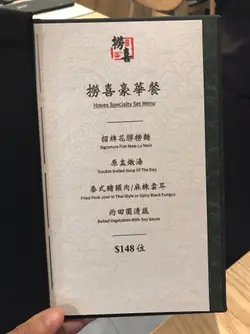 撈喜
撈喜豪華餐
Houes Specialty Set Menu
招牌花膠撈麵
Signature Fish Maw Lo Mein
原盅燉湯
Double-boiled Soup Of The Day
泰式豬頸肉/麻辣雲耳
Fried Pork Jowl in Thai Style or Spicy Black Fungus
灼田園清蔬
Boiled Vegetables With Soy Sauce
$148 位